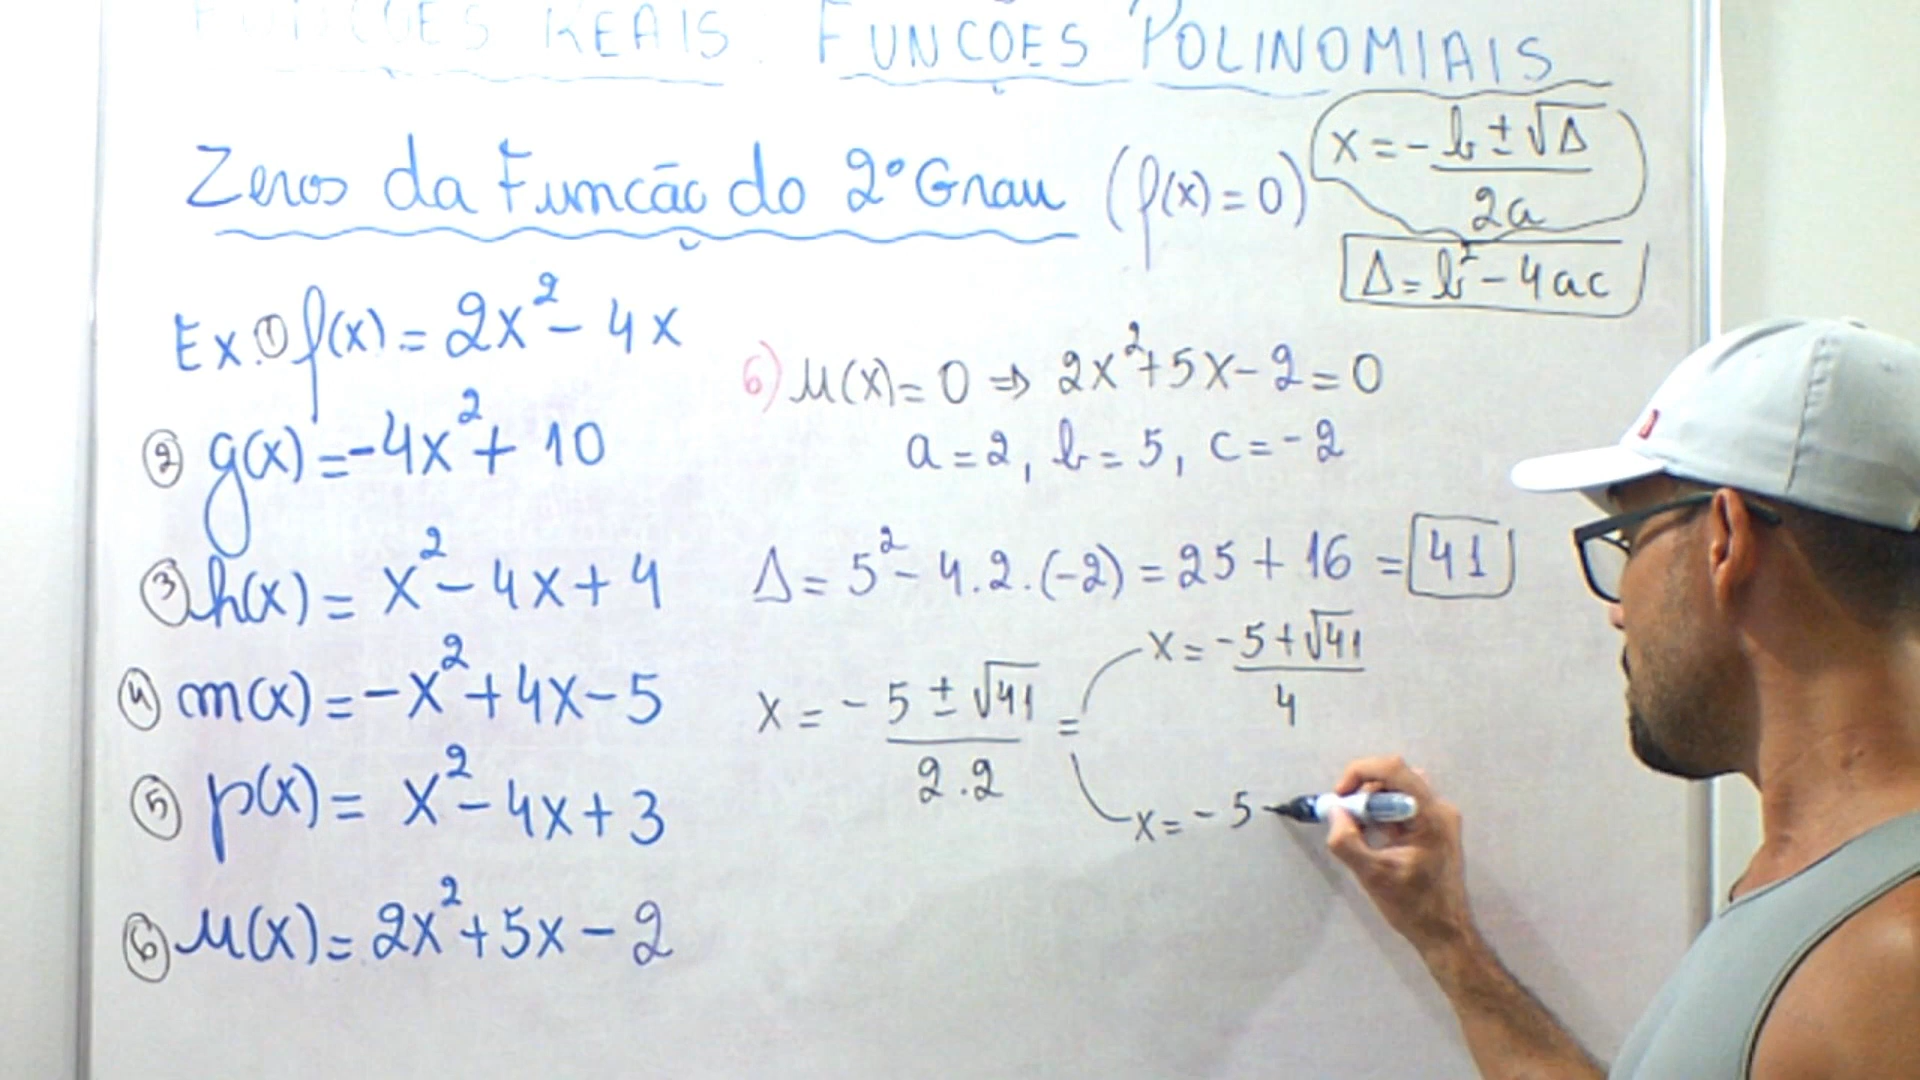 FUNÇÕES REAIS. FUNÇÕES POLINOMIAIS
Zeros da Função do 2º Grau (f(x) = 0)
x = -b ± √Δ / 2a
Δ = b² - 4ac
Ex. ① f(x) = 2x² - 4x
② g(x) = -4x² + 10
③ h(x) = x² - 4x + 4
④ m(x) = -x² + 4x - 5
⑤ p(x) = x² - 4x + 3
⑥ μ(x) = 2x² + 5x - 2
6) μ(x) = 0 ⇒ 2x² + 5x - 2 = 0
a = 2, b = 5, c = -2
Δ = 5² - 4.2.(-2) = 25 + 16 = 41
x = -5 ± √41 / 2.2 =
x = -5 + √41 / 4
x = -5 -